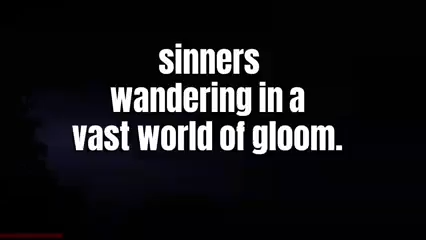 sinners
wandering in a
vast world of gloom.